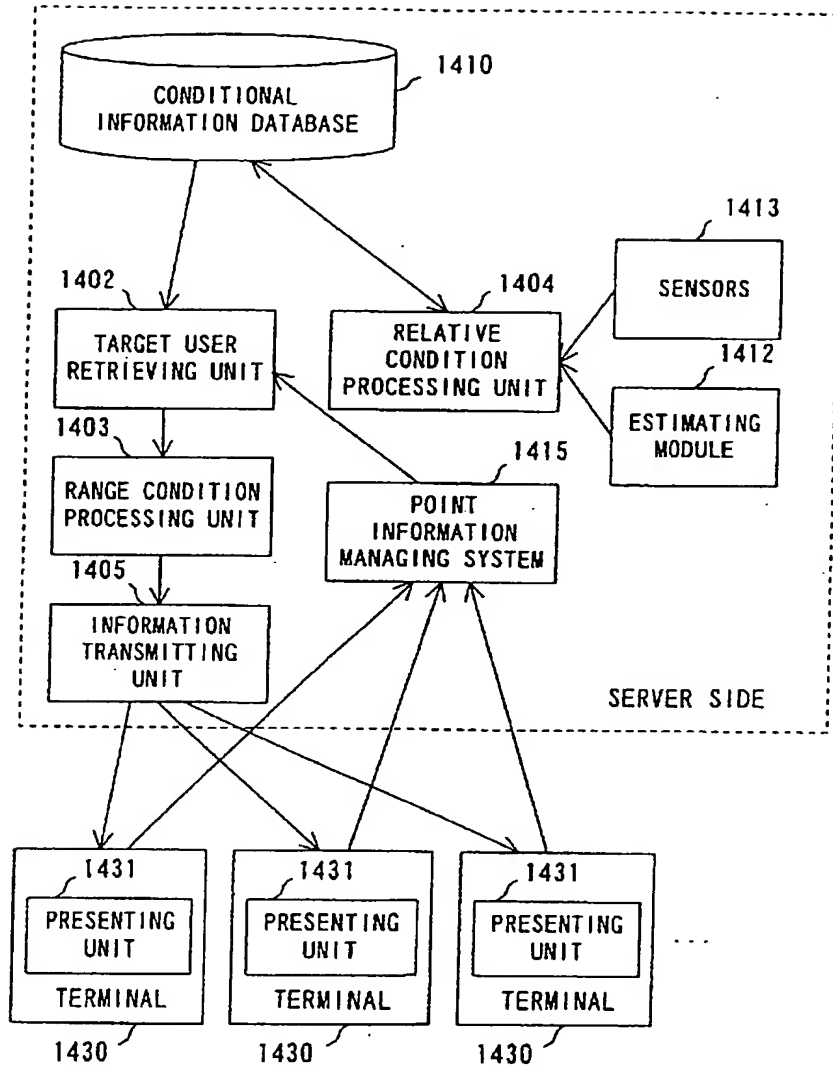 1410
CONDITIONAL
INFORMATION DATABASE
1413
SENSORS
1402
TARGET USER
RETRIEVING UNIT
1404
RELATIVE
CONDITION
PROCESSING UNIT
1412
ESTIMATING
MODULE
1403
RANGE CONDITION
PROCESSING UNIT
1415
POINT
INFORMATION
MANAGING SYSTEM
1405
INFORMATION
TRANSMITTING
UNIT
SERVER SIDE
1431
PRESENTING
UNIT
TERMINAL
1430
1431
PRESENTING
UNIT
TERMINAL
1430
1431
PRESENTING
UNIT
TERMINAL
1430
...